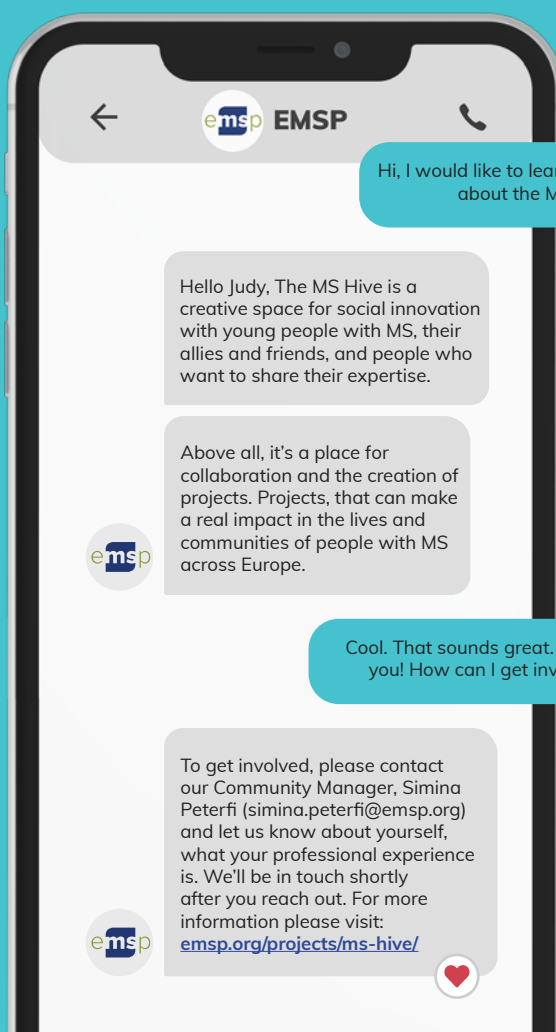 emsp EMSP
Hi, I would like to
about the
Hello Judy, The MS Hive is a
creative space for social innovation
with young people with MS, their
allies and friends, and people who
want to share their expertise.
Above all, it's a place for
collaboration and the creation of
projects. Projects, that can make
a real impact in the lives and
communities of people with MS
across Europe.
emsp
Cool. That sounds great.
you! How can I get
To get involved, please contact
our Community Manager, Simina
Peterfi (simina.peterfi@emsp.org)
and let us know about yourself,
what your professional experience
is. We'll be in touch shortly
after you reach out. For more
information please visit:
emsp.org/projects/ms-hive/
emsp